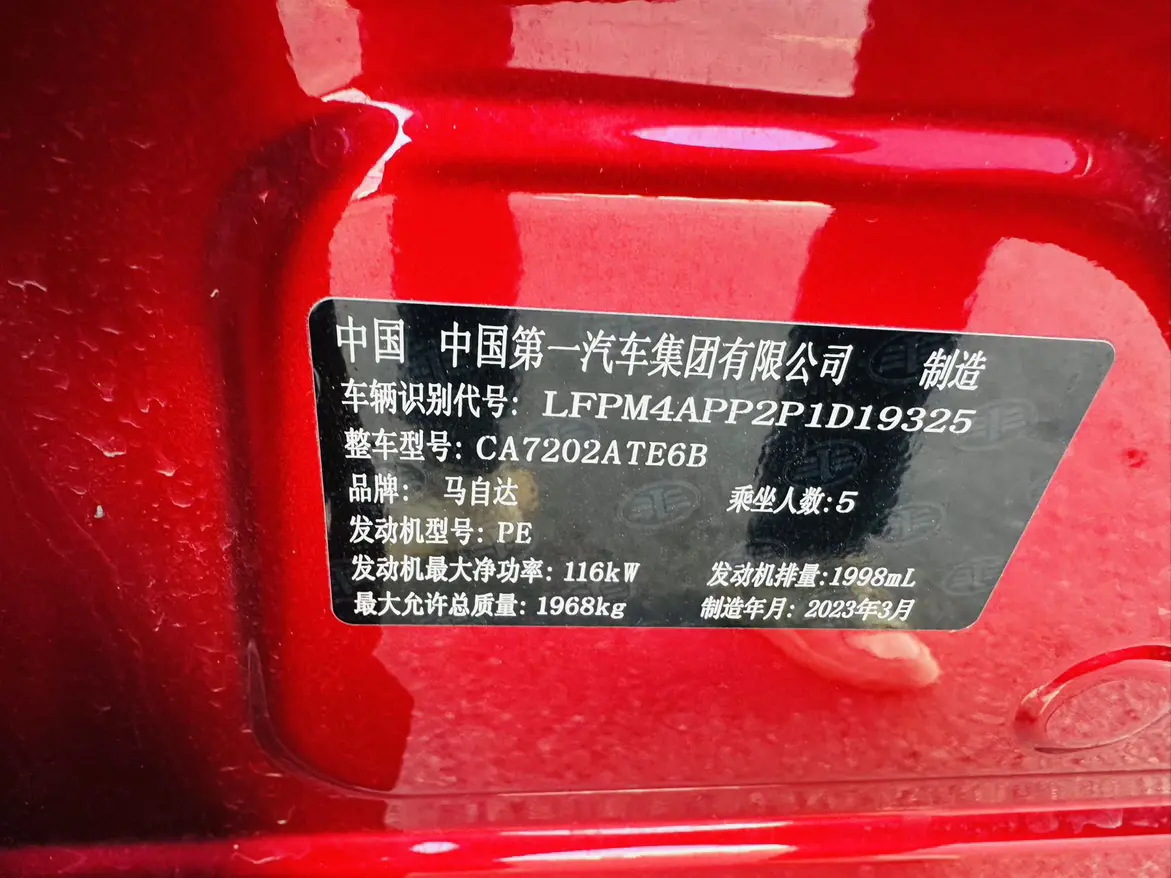 中国 中国第一汽车集团有限公司 制造
车辆识别代号: LFPM4APP2P1D19325
整车型号: CA7202ATE6B
品牌: 马自达 乘坐人数:5
发动机型号: PE
发动机最大净功率: 116kW 发动机排量:1998mL
最大允许总质量: 1968kg 制造年月: 2023年3月